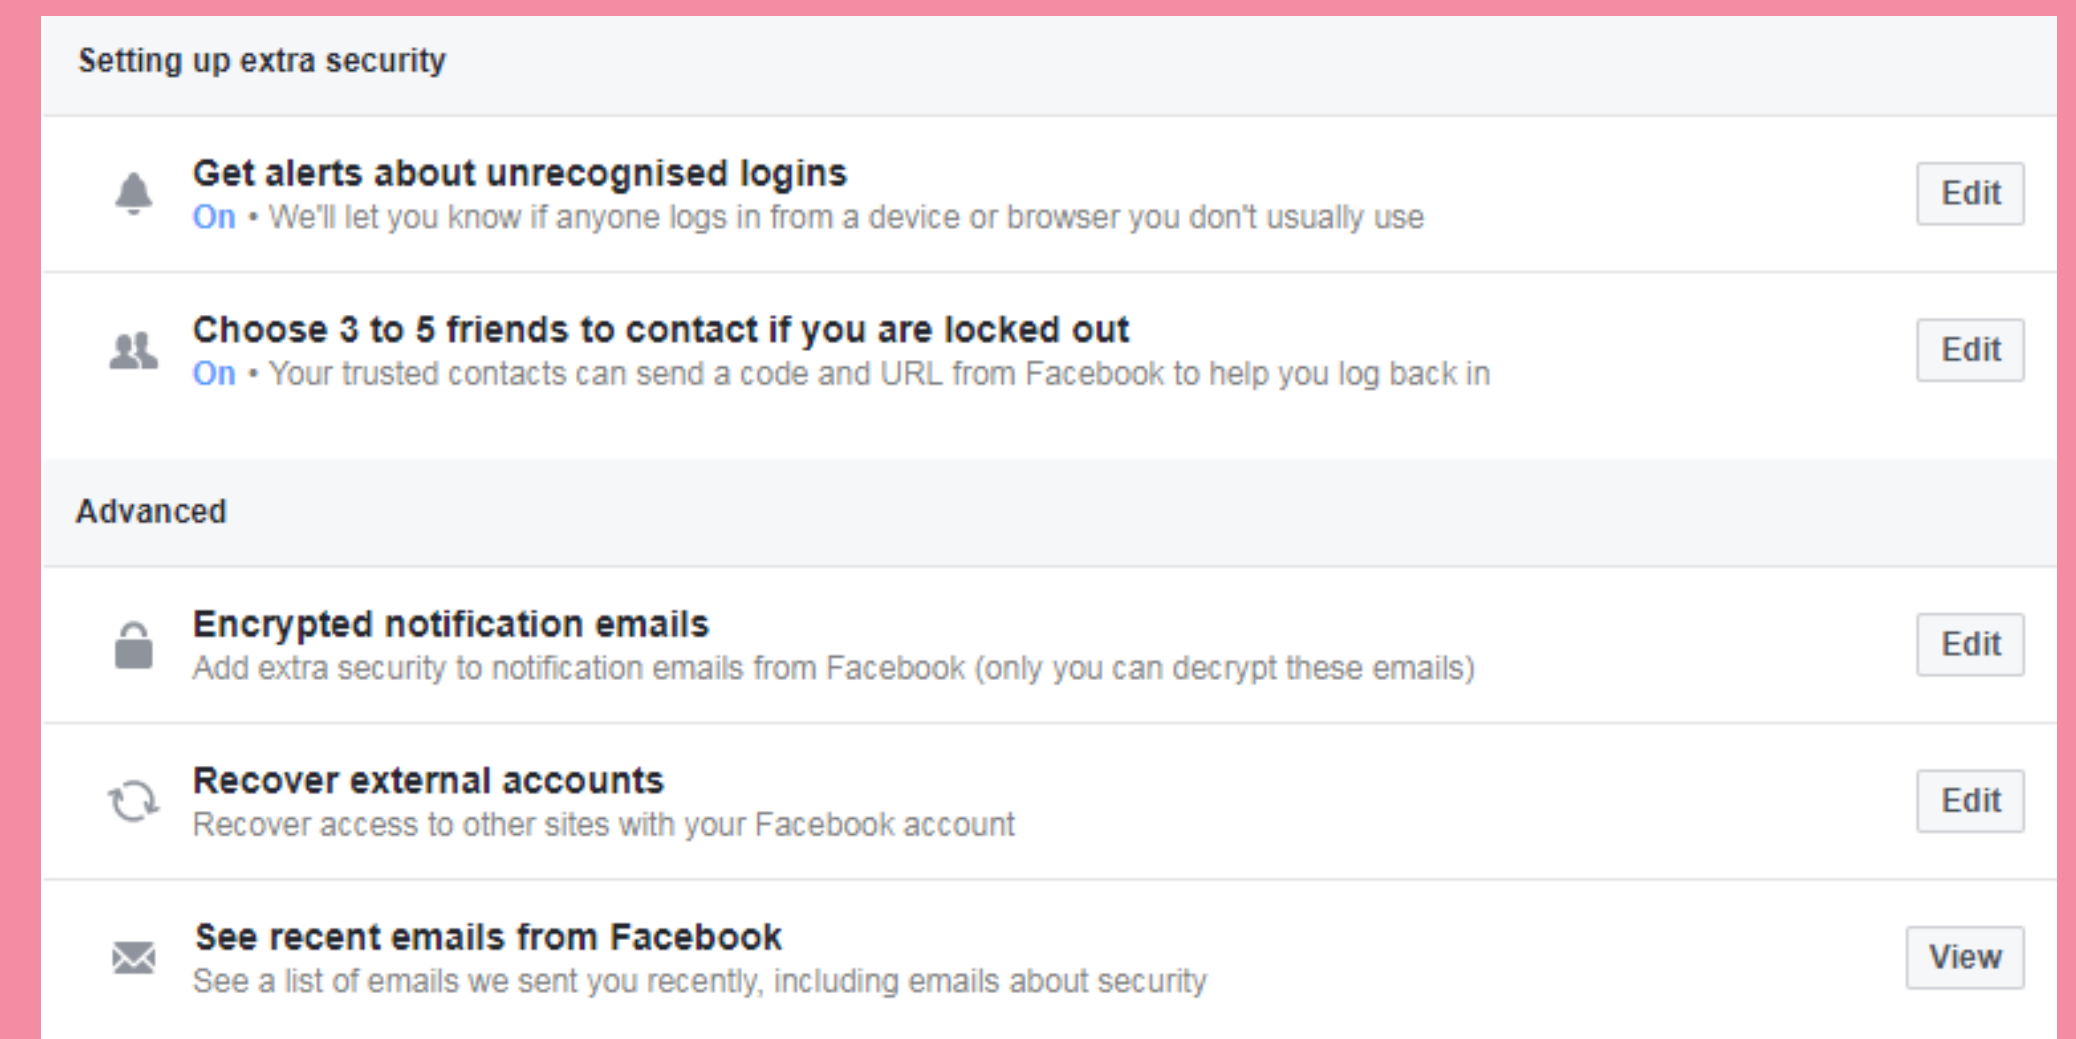 Setting up extra security
Get alerts about unrecognised logins
Edit
On • We'll let you know if anyone logs in from a device or browser you don't usually use
Choose 3 to 5 friends to contact if you are locked out
Edit
On • Your trusted contacts can send a code and URL from Facebook to help you log back in
Advanced
Encrypted notification emails
Edit
Add extra security to notification emails from Facebook (only you can decrypt these emails)
Recover external accounts
Edit
Recover access to other sites with your Facebook account
See recent emails from Facebook
View
See a list of emails we sent you recently, including emails about security